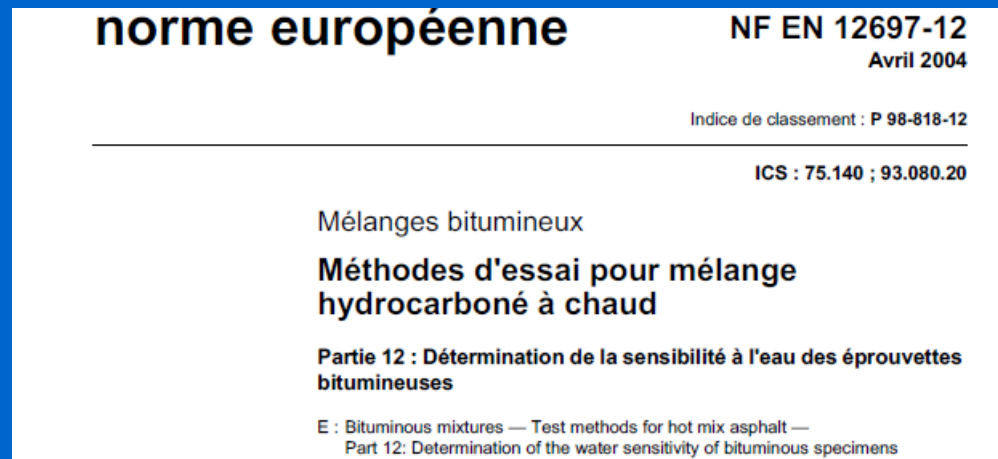 norme européenne
NF EN 12697-12
Avril 2004
Indice de classement : P 98-818-12
ICS : 75.140 ; 93.080.20
Mélanges bitumineux
Méthodes d'essai pour mélange
hydrocarboné à chaud
Partie 12 : Détermination de la sensibilité à l'eau des éprouvettes
bitumineuses
E : Bituminous mixtures — Test methods for hot mix asphalt —
Part 12: Determination of the water sensitivity of bituminous specimens